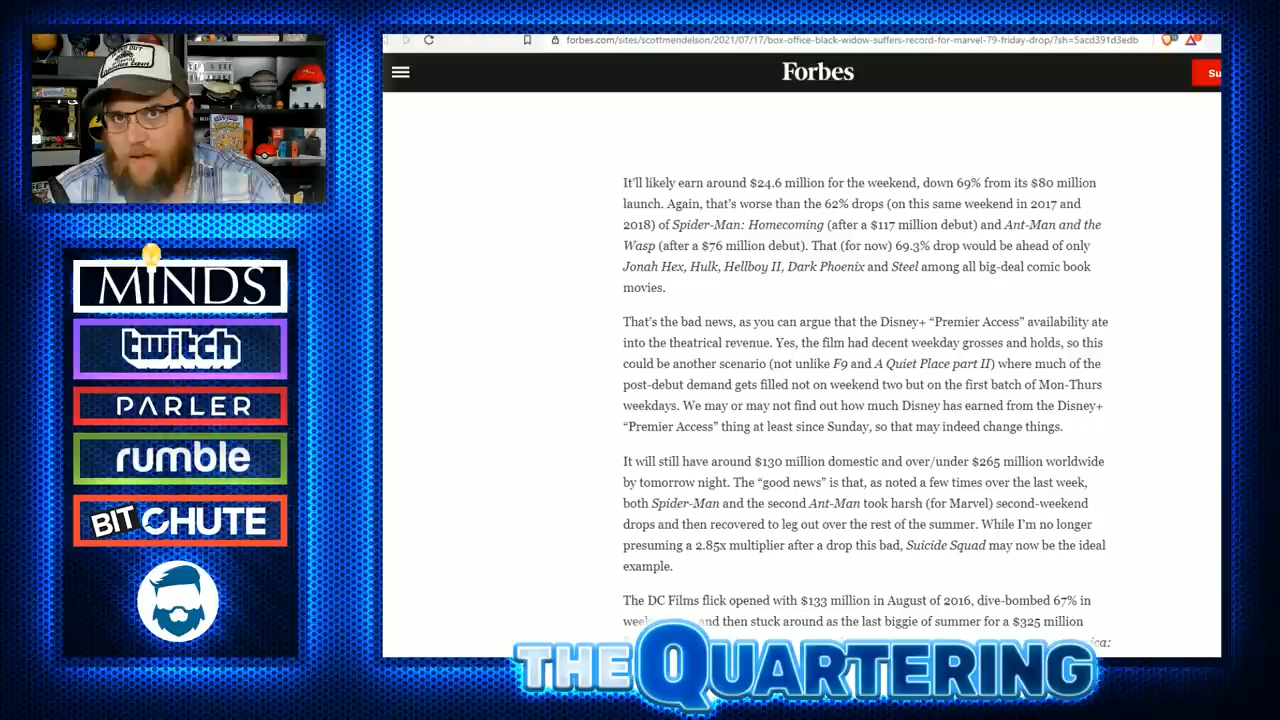 forbes.com/sites/scottmendelson/2021/07/17/box-office-black-widow-suffers-record-for-marvel-79-friday-drop/?sh=5acd391d3edb
Forbes
Su
It'll likely earn around $24.6 million for the weekend, down 69% from its $80 million
launch. Again, that's worse than the 62% drops (on this same weekend in 2017 and
2018) of Spider-Man: Homecoming (after a $117 million debut) and Ant-Man and the
Wasp (after a $76 million debut). That (for now) 69.3% drop would be ahead of only
Jonah Hex, Hulk, Hellboy II, Dark Phoenix and Steel among all big-deal comic book
movies.
That's the bad news, as you can argue that the Disney+ “Premier Access” availability ate
into the theatrical revenue. Yes, the film had decent weekday grosses and holds, so this
could be another scenario (not unlike F9 and A Quiet Place part II) where much of the
post-debut demand gets filled not on weekend two but on the first batch of Mon-Thurs
weekdays. We may or may not find out how much Disney has earned from the Disney+
“Premier Access” thing at least since Sunday, so that may indeed change things.
It will still have around $130 million domestic and over/under $265 million worldwide
by tomorrow night. The “good news” is that, as noted a few times over the last week,
both Spider-Man and the second Ant-Man took harsh (for Marvel) second-weekend
drops and then recovered to leg out over the rest of the summer. While I'm no longer
presuming a 2.85x multiplier after a drop this bad, Suicide Squad may now be the ideal
example.
The DC Films flick opened with $133 million in August of 2016, dive-bombed 67% in
and then stuck around as the last biggie of summer for a $325 million
MINDS
twitch
PARLER
rumble
BITCHUTE
THE QUARTERING